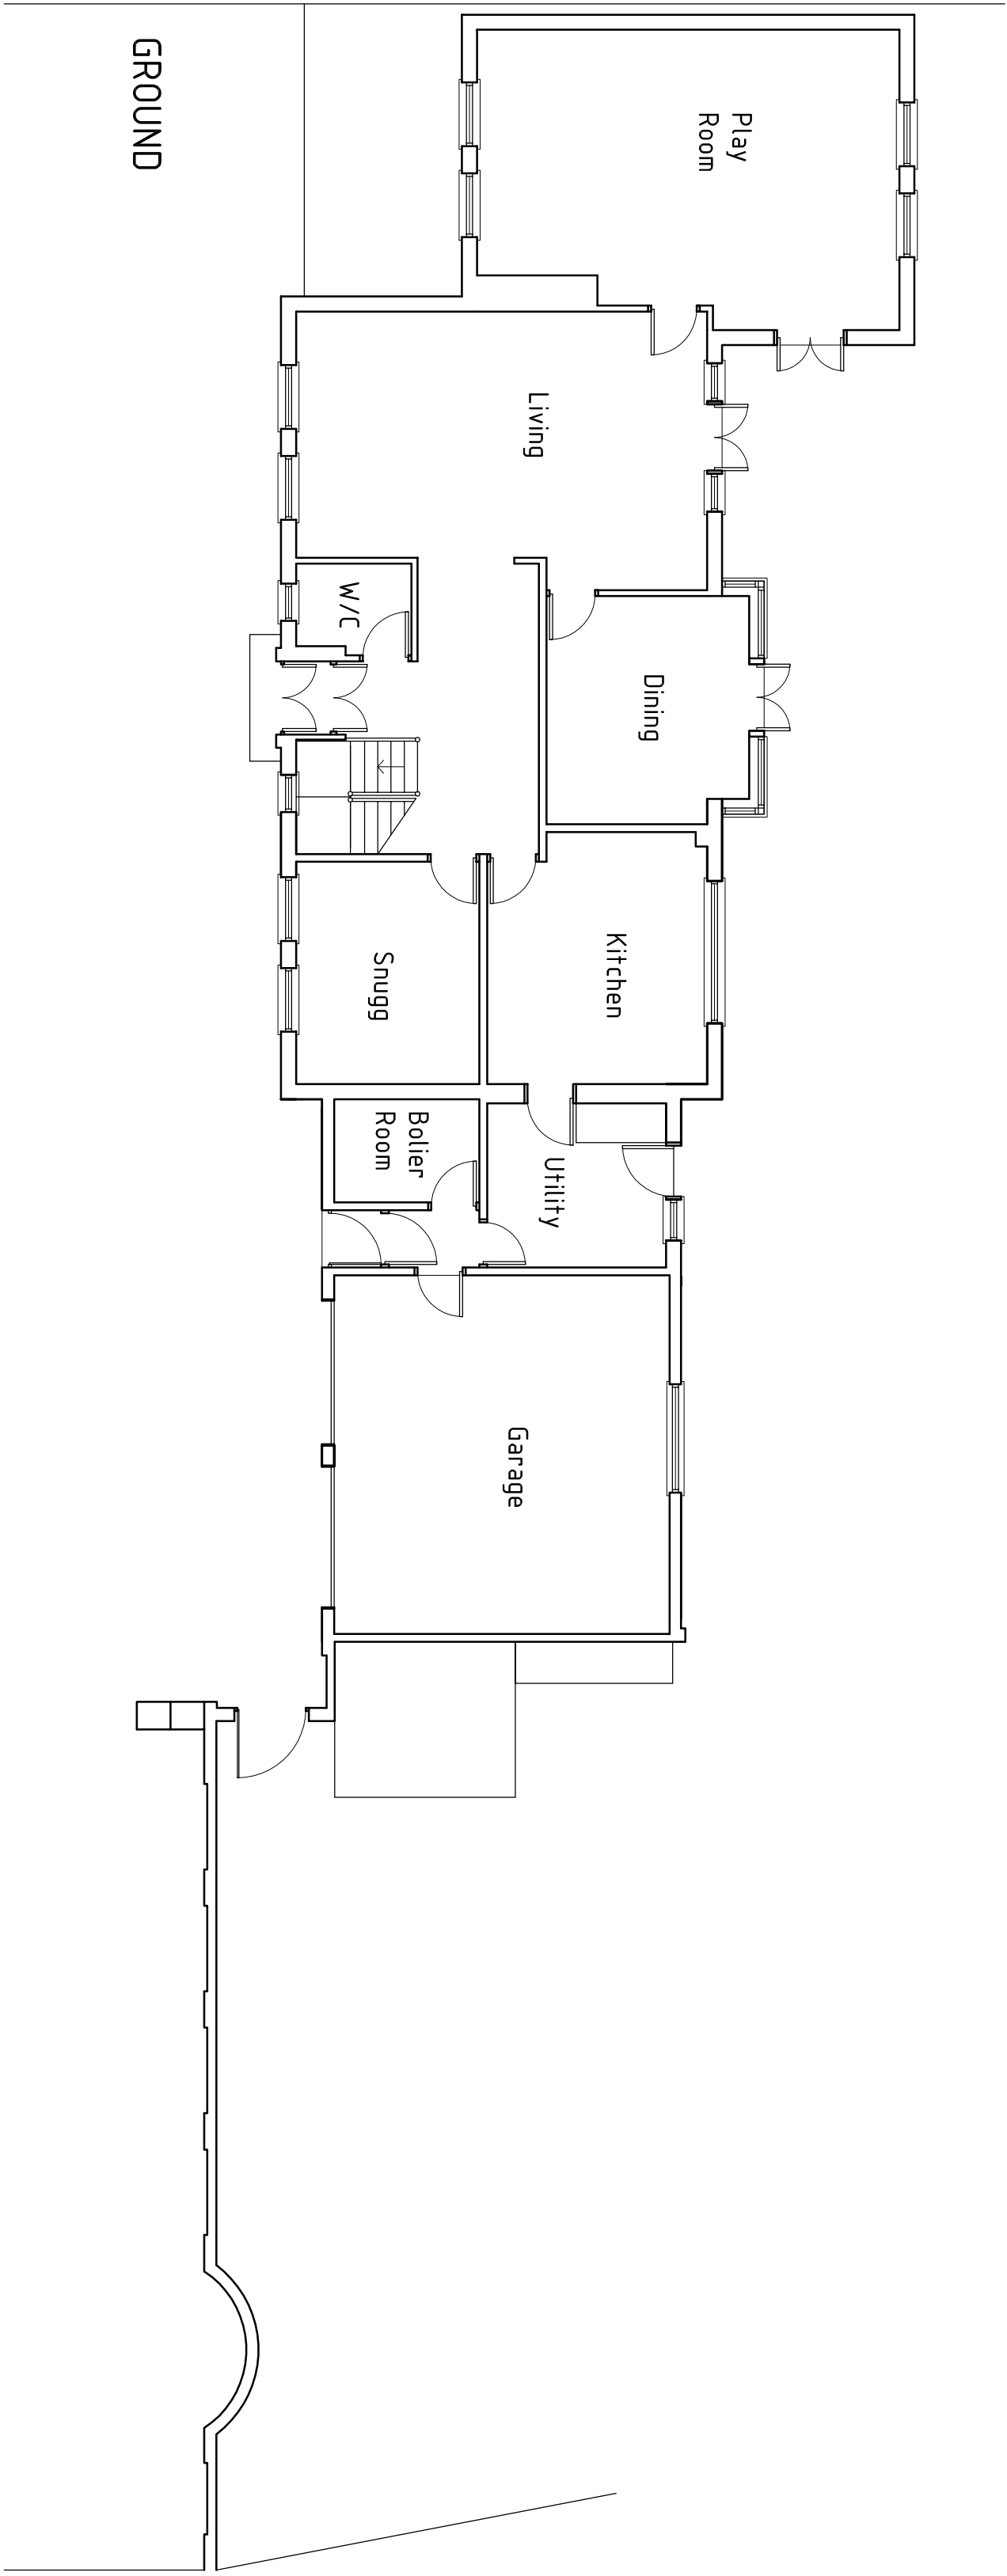 GROUND
Play
Room
Living
W/C
Dining
Kitchen
Snugg
Bolier
Room
Utility
Garage